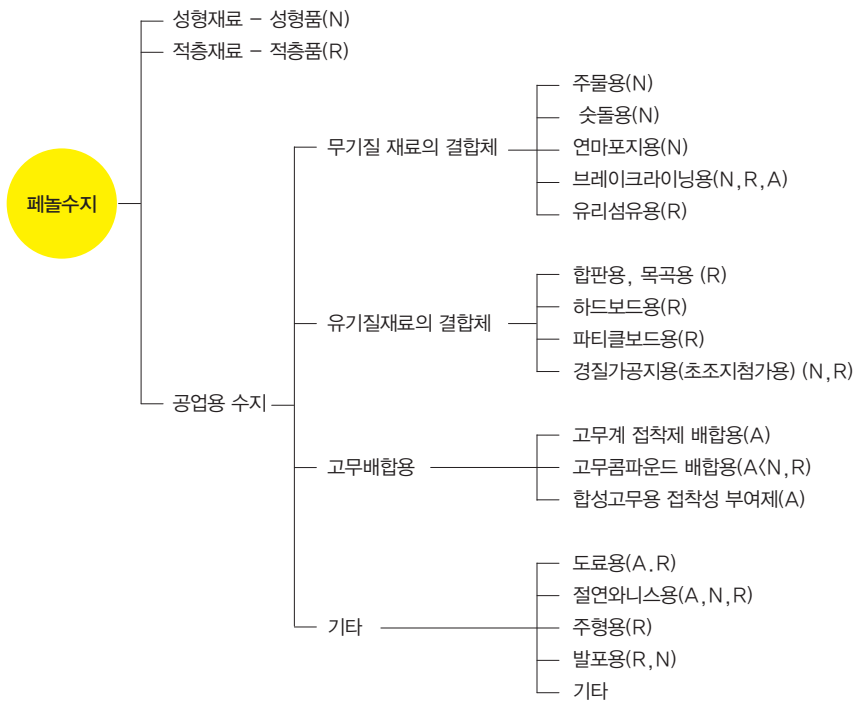 성형재료 - 성형품(N)
적층재료 - 적층품(R)
페놀수지
공업용 수지
무기질 재료의 결합체
주물용(N)
숫돌용(N)
연마포지용(N)
브레이크라이닝용(N,R,A)
유리섬유용(R)
유기질재료의 결합체
합판용, 목곡용 (R)
하드보드용(R)
파티클보드용(R)
경질가공지용(초조지첨가용) (N,R)
고무배합용
고무계 접착제 배합용(A)
고무콤파운드 배합용(A<N,R)
합성고무용 접착성 부여제(A)
기타
도료용(A.R)
절연와니스용(A,N,R)
주형용(R)
발포용(R,N)
기타